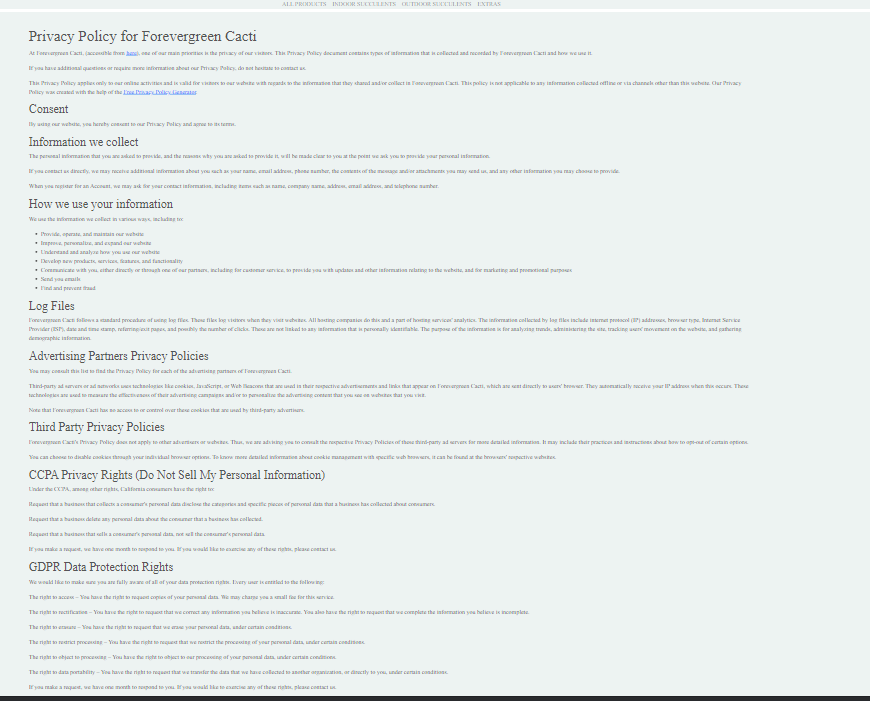 ALL PRODUCTS INDOOR SUCCULENTS OUTDOOR SUCCULENTS EXTRAS
Privacy Policy for Forevergreen Cacti
At Forevergreen Cacti, (accessible from here), one of our main priorities is the privacy of our visitors. This Privacy Policy document contains types of information that is collected and recorded by Forevergreen Cacti and how we use it.
If you have additional questions or require more information about our Privacy Policy, do not hesitate to contact us.
This Privacy Policy applies only to our online activities and is valid for visitors to our website with regards to the information that they shared and/or collect in Forevergreen Cacti. This policy is not applicable to any information collected offline or via channels other than this website. Our Privacy
Policy was created with the help of the Free Privacy Policy Generator.
Consent
By using our website, you hereby consent to our Privacy Policy and agree to its terms.
Information we collect
The personal information that you are asked to provide, and the reasons why you are asked to provide it, will be made clear to you at the point we ask you to provide your personal information.
If you contact us directly, we may receive additional information about you such as your name, email address, phone number, the contents of the message and/or attachments you may send us, and any other information you may choose to provide.
When you register for an Account, we may ask for your contact information, including items such as name, company name, address, email address, and telephone number.
How we use your information
We use the information we collect in various ways, including to:
• Provide, operate, and maintain our website
• Improve, personalize, and expand our website
• Understand and analyze how you use our website
• Develop new products, services, features, and functionality
• Communicate with you, either directly or through one of our partners, including for customer service, to provide you with updates and other information relating to the website, and for marketing and promotional purposes
• Send you emails
• Find and prevent fraud
Log Files
Forevergreen Cacti follows a standard procedure of using log files. These files log visitors when they visit websites. All hosting companies do this and a part of hosting services' analytics. The information collected by log files include internet protocol (IP) addresses, browser type, Internet Service
Provider (ISP), date and time stamp, referring/exit pages, and possibly the number of clicks. These are not linked to any information that is personally identifiable. The purpose of the information is for analyzing trends, administering the site, tracking users' movement on the website, and gathering
demographic information.
Advertising Partners Privacy Policies
You may consult this list to find the Privacy Policy for each of the advertising partners of Forevergreen Cacti.
Third-party ad servers or ad networks uses technologies like cookies, JavaScript, or Web Beacons that are used in their respective advertisements and links that appear on Forevergreen Cacti, which are sent directly to users' browser. They automatically receive your IP address when this occurs. These
technologies are used to measure the effectiveness of their advertising campaigns and/or to personalize the advertising content that you see on websites that you visit.
Note that Forevergreen Cacti has no access to or control over these cookies that are used by third-party advertisers.
Third Party Privacy Policies
Forevergreen Cacti's Privacy Policy does not apply to other advertisers or websites. Thus, we are advising you to consult the respective Privacy Policies of these third-party ad servers for more detailed information. It may include their practices and instructions about how to opt-out of certain options.
You can choose to disable cookies through your individual browser options. To know more detailed information about cookie management with specific web browsers, it can be found at the browsers' respective websites.
CCPA Privacy Rights (Do Not Sell My Personal Information)
Under the CCPA, among other rights, California consumers have the right to:
Request that a business that collects a consumer's personal data disclose the categories and specific pieces of personal data that a business has collected about consumers.
Request that a business delete any personal data about the consumer that a business has collected.
Request that a business that sells a consumer's personal data, not sell the consumer's personal data.
If you make a request, we have one month to respond to you. If you would like to exercise any of these rights, please contact us.
GDPR Data Protection Rights
We would like to make sure you are fully aware of all of your data protection rights. Every user is entitled to the following:
The right to access – You have the right to request copies of your personal data. We may charge you a small fee for this service.
The right to rectification – You have the right to request that we correct any information you believe is inaccurate. You also have the right to request that we complete the information you believe is incomplete.
The right to erasure – You have the right to request that we erase your personal data, under certain conditions.
The right to restrict processing – You have the right to request that we restrict the processing of your personal data, under certain conditions.
The right to object to processing – You have the right to object to our processing of your personal data, under certain conditions.
The right to data portability – You have the right to request that we transfer the data that we have collected to another organization, or directly to you, under certain conditions.
If you make a request, we have one month to respond to you. If you would like to exercise any of these rights, please contact us.